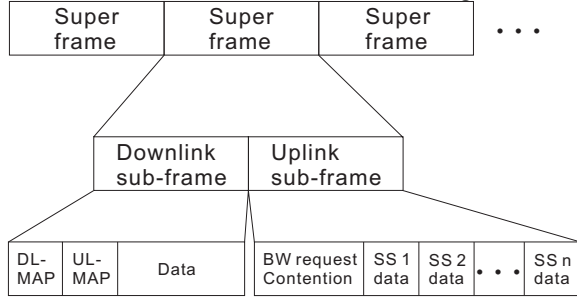 Super frame Super frame Super frame • • •
Downlink sub-frame Uplink sub-frame
DL-MAP UL-MAP Data BW request Contention SS 1 data SS 2 data • • • SS n data